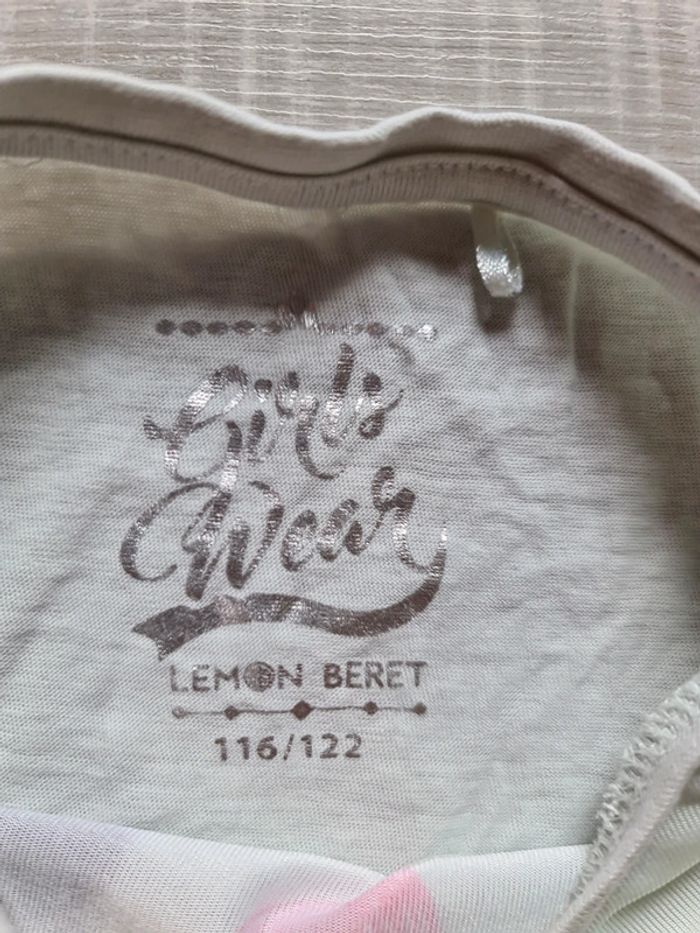 Girls
Wear
LEMON BERET
116/122